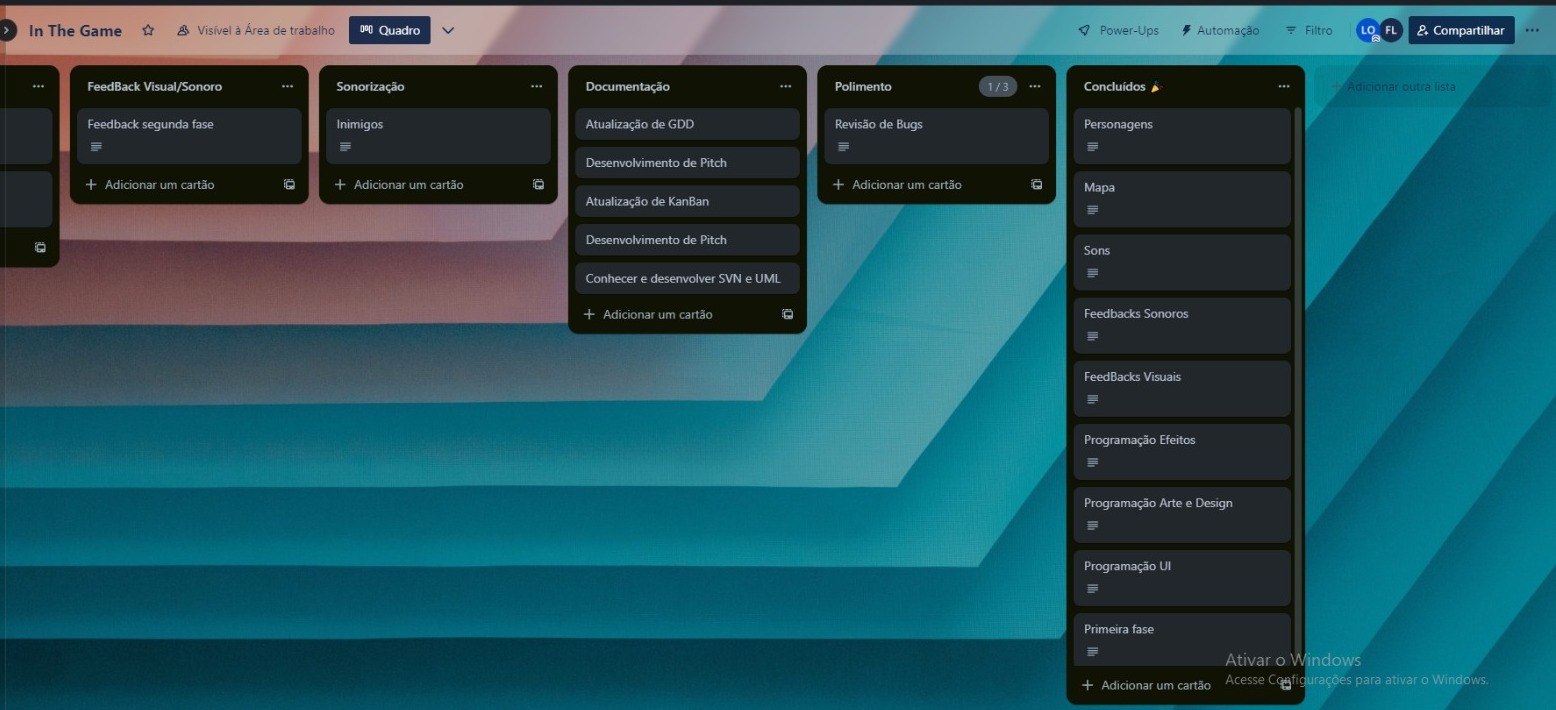 In The Game
Visível à Área de trabalho
Quadro
Power-Ups
Automação
Filtro
LO
FL
Compartilhar
FeedBack Visual/Sonoro
Feedback segunda fase
Adicionar um cartão
Sonorização
Inimigos
Adicionar um cartão
Documentação
Atualização de GDD
Desenvolvimento de Pitch
Atualização de KanBan
Desenvolvimento de Pitch
Conhecer e desenvolver SVN e UML
Adicionar um cartão
Polimento
1 / 3
Revisão de Bugs
Adicionar um cartão
Concluídos 🎉
Personagens
Mapa
Sons
Feedbacks Sonoros
FeedBacks Visuais
Programação Efeitos
Programação Arte e Design
Programação UI
Primeira fase
Adicionar um cartão
Adicionar outra lista
Ativar o Windows
Acesse Configurações para ativar o Windows.